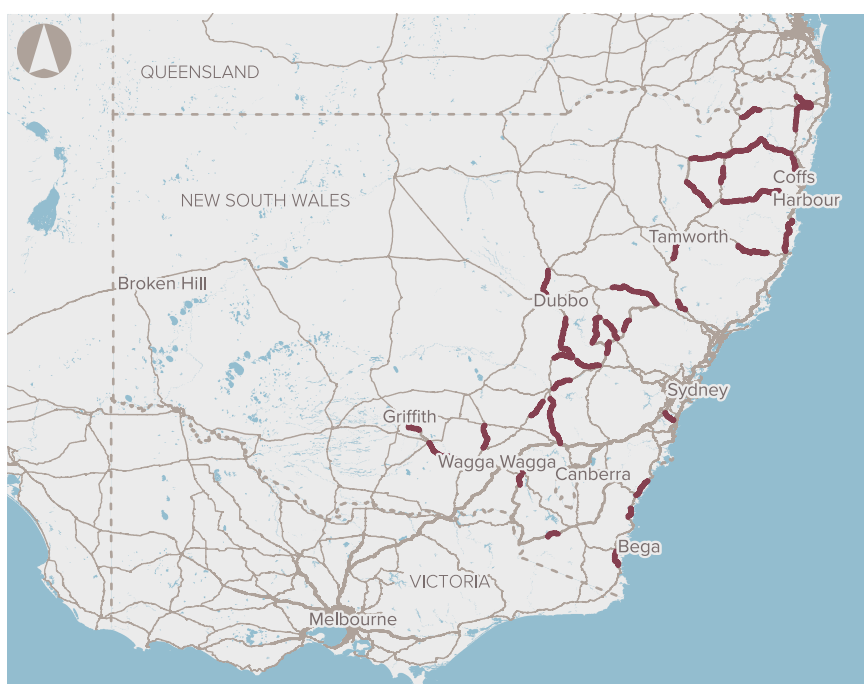 QUEENSLAND
NEW SOUTH WALES
Coffs
Harbour
Tamworth
Broken Hill
Dubbo
Sydney
Griffith
Wagga Wagga
Canberra
Bega
VICTORIA
Melbourne